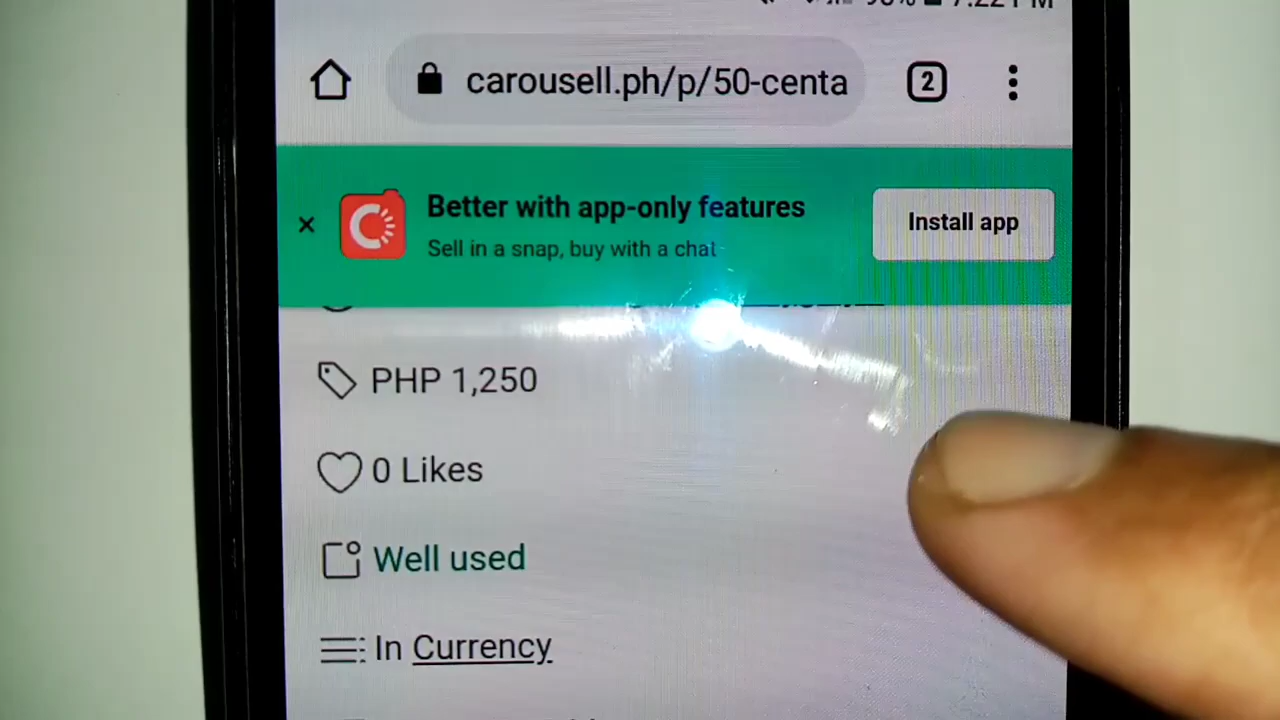 carousell.ph/p/50-centa
2
Better with app-only features
Sell in a snap, buy with a chat
Install app
PHP 1,250
0 Likes
Well used
In Currency